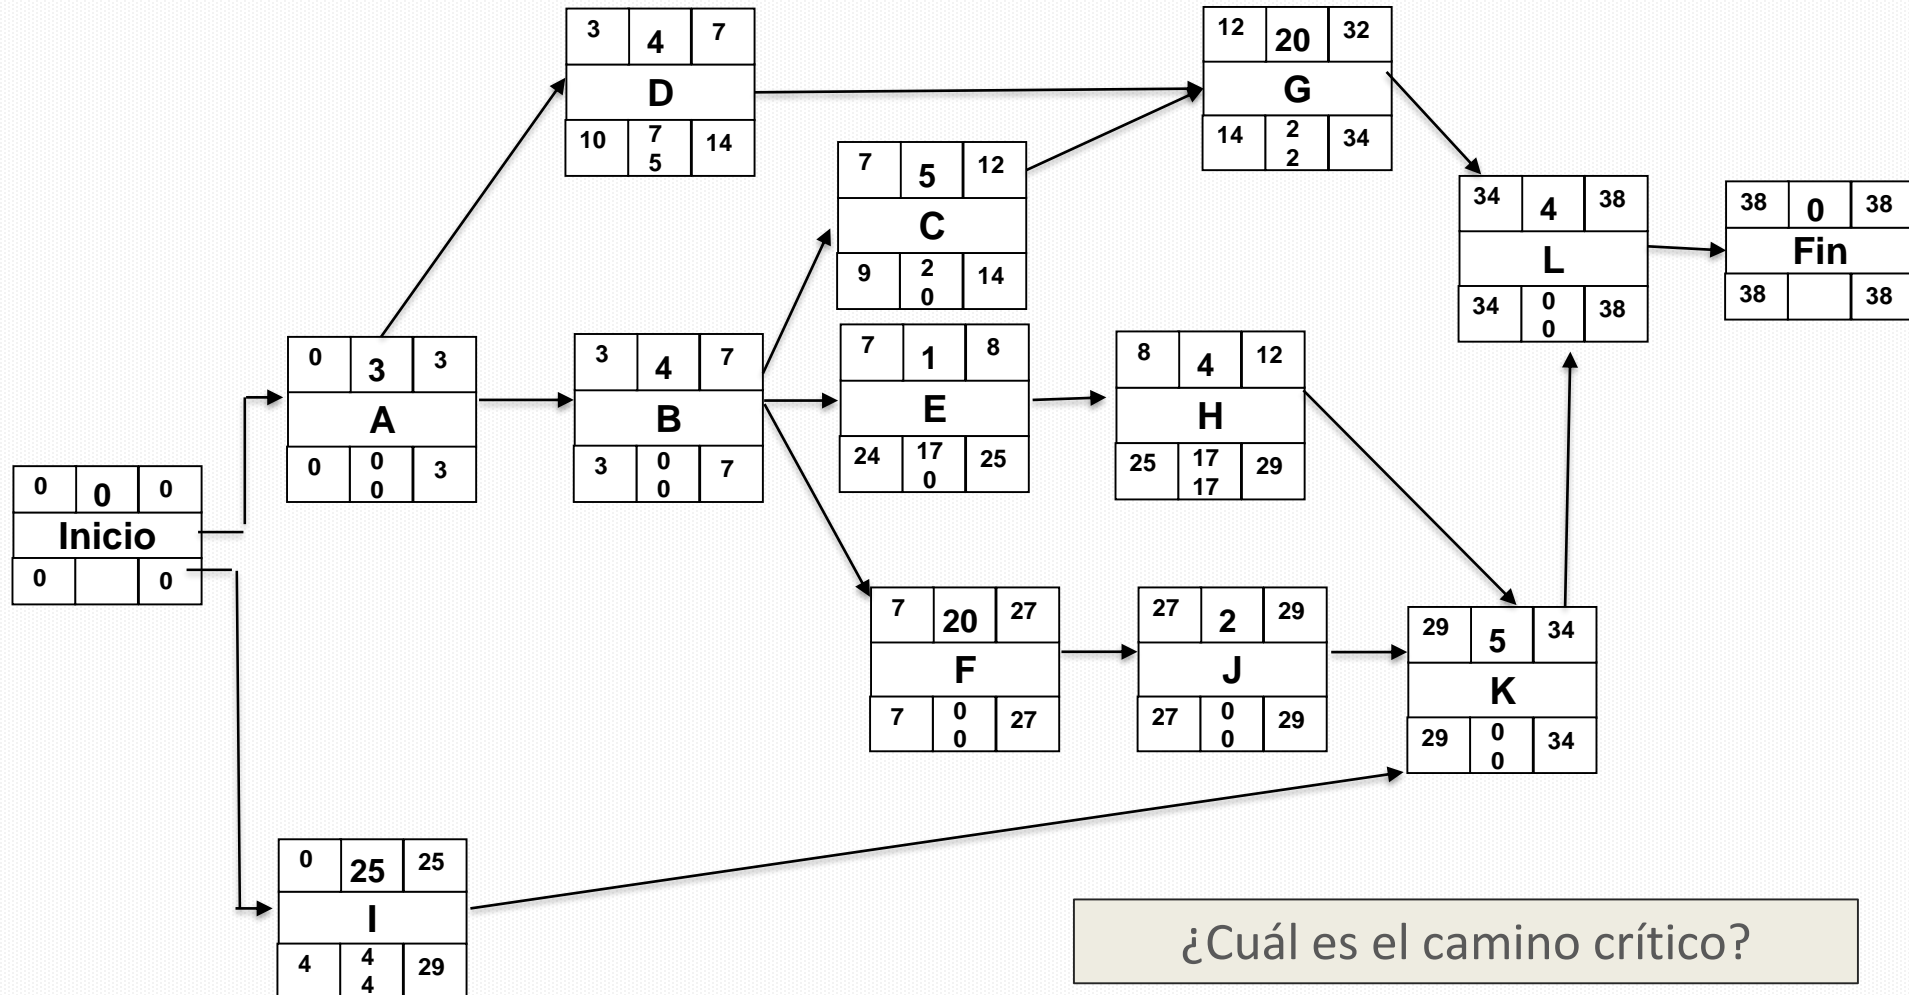 3 4 7
D
10 7 14
5
12 20 32
G
14 2 34
2
7 5 12
C
9 2 14
0
34 4 38
L
34 0 38
0
38 0 38
Fin
38 38
0 3 3
A
0 0 3
0
3 4 7
B
3 0 7
0
7 1 8
E
24 17 25
0
8 4 12
H
25 17 29
17
0 0 0
Inicio
0 0
7 20 27
F
7 0 27
0
27 2 29
J
27 0 29
0
29 5 34
K
29 0 34
0
0 25 25
I
4 4 29
4
¿Cuál es el camino crítico?